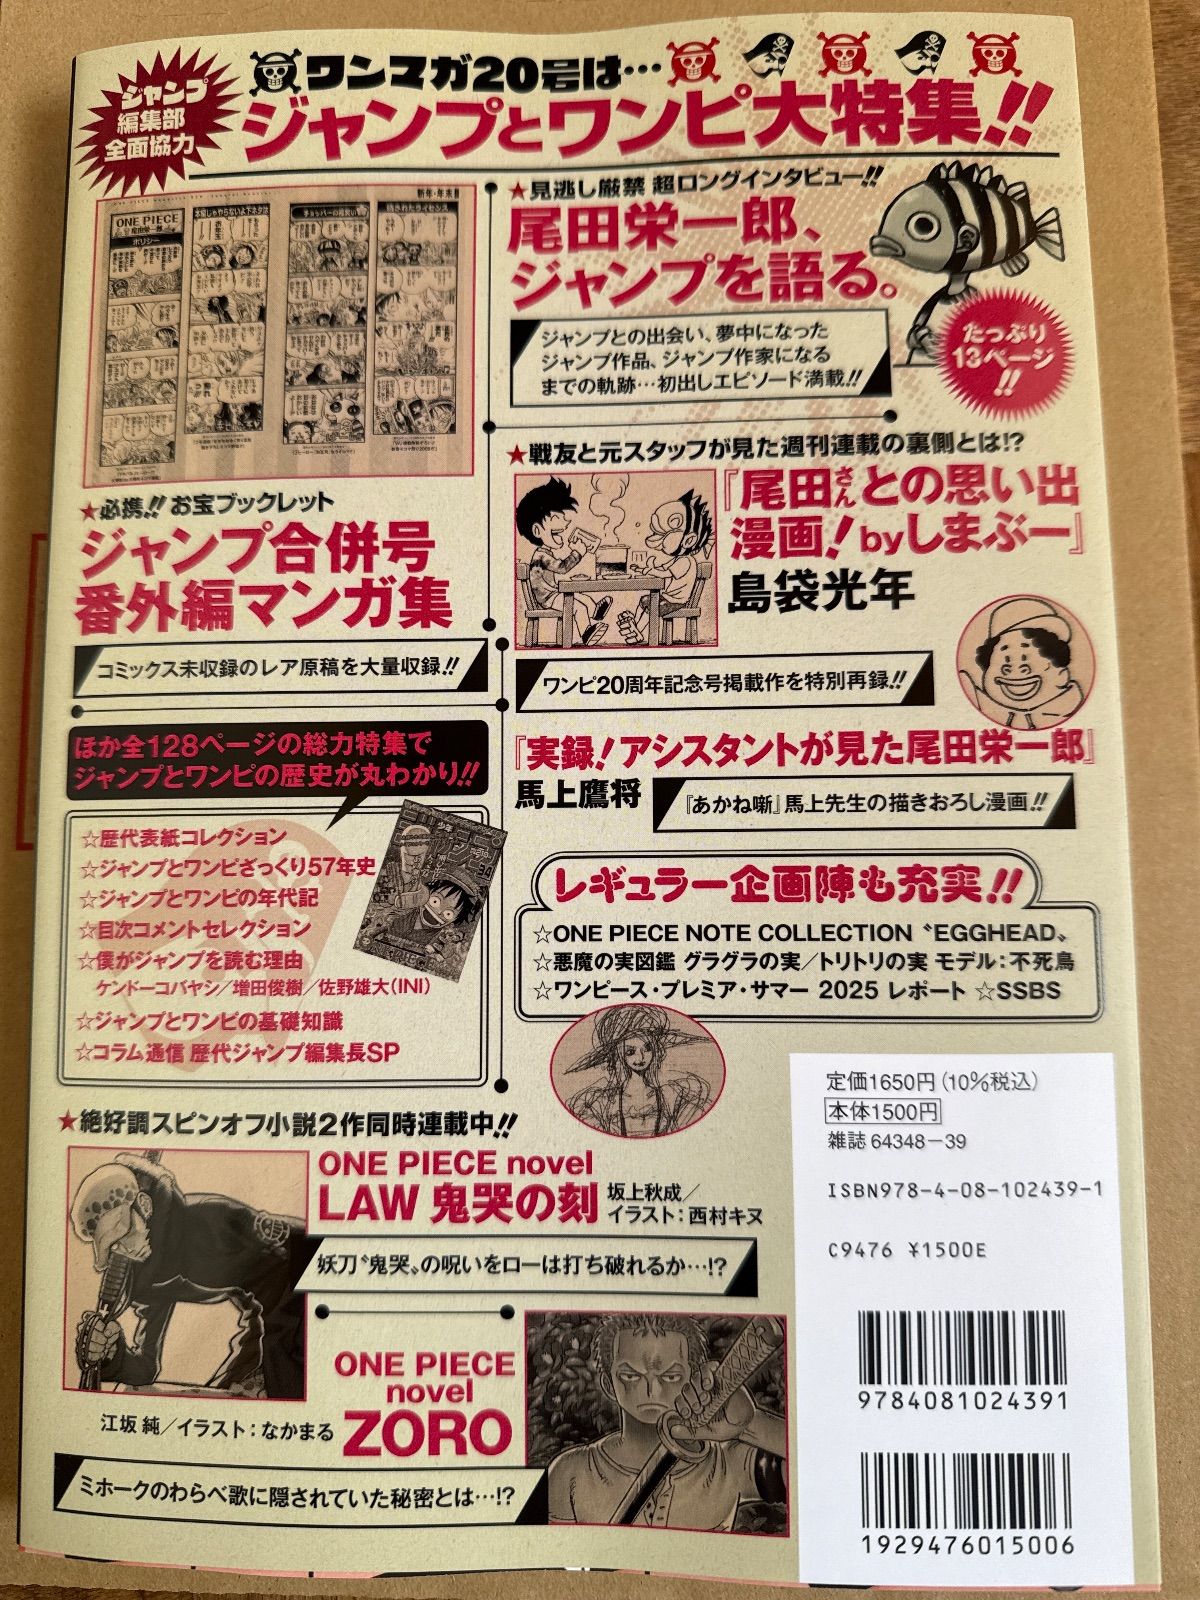 ジャンプ
編集部
全面協力
ワンマガ20号は…
ジャンプとワンピ大特集!!
新年・年末
ONE PIECE
尾田栄一郎
ポリシー
★見逃し厳禁 超ロングインタビュー!!
尾田栄一郎、
ジャンプを語る。
ジャンプとの出会い、夢中になった
ジャンプ作品、ジャンプ作家になる
までの軌跡…初出しエピソード満載!!
たっぷり
13ページ
!!
★必携!! お宝ブックレット
ジャンプ合併号
番外編マンガ集
コミックス未収録のレア原稿を大量収録!!
★戦友と元スタッフが見た週刊連載の裏側とは!?
『尾田さんとの思い出
漫画!byしまぶー』
島袋光年
ワンピ20周年記念号掲載作を特別再録!!
『実録!アシスタントが見た尾田栄一郎』
馬上鷹将
『あかね噺』馬上先生の描きおろし漫画!!
ほか全128ページの総力特集で
ジャンプとワンピの歴史が丸わかり!!
☆歴代表紙コレクション
☆ジャンプとワンピざっくり57年史
☆ジャンプとワンピの年代記
☆目次コメントセレクション
☆僕がジャンプを読む理由
ケンドーコバヤシ/増田俊樹/佐野雄大(INI)
☆ジャンプとワンピの基礎知識
☆コラム通信 歴代ジャンプ編集長SP
レギュラー企画陣も充実!!
☆ONE PIECE NOTE COLLECTION〝EGGHEAD〟
☆悪魔の実図鑑 グラグラの実/トリトリの実 モデル:不死鳥
☆ワンピース・プレミア・サマー 2025 レポート ☆SSBS
★絶好調スピンオフ小説2作同時連載中!!
ONE PIECE novel
LAW 鬼哭の刻
坂上秋成/
イラスト:西村キヌ
妖刀〝鬼哭〟の呪いをローは打ち破れるか…!?
ONE PIECE
novel
ZORO
江坂 純/イラスト:なかまる
ミホークのわらべ歌に隠されていた秘密とは…!?
定価1650円(10%税込)
本体1500円
雑誌 64348-39
ISBN978-4-08-102439-1
C9476 ¥1500E
9784081024391
1929476015006